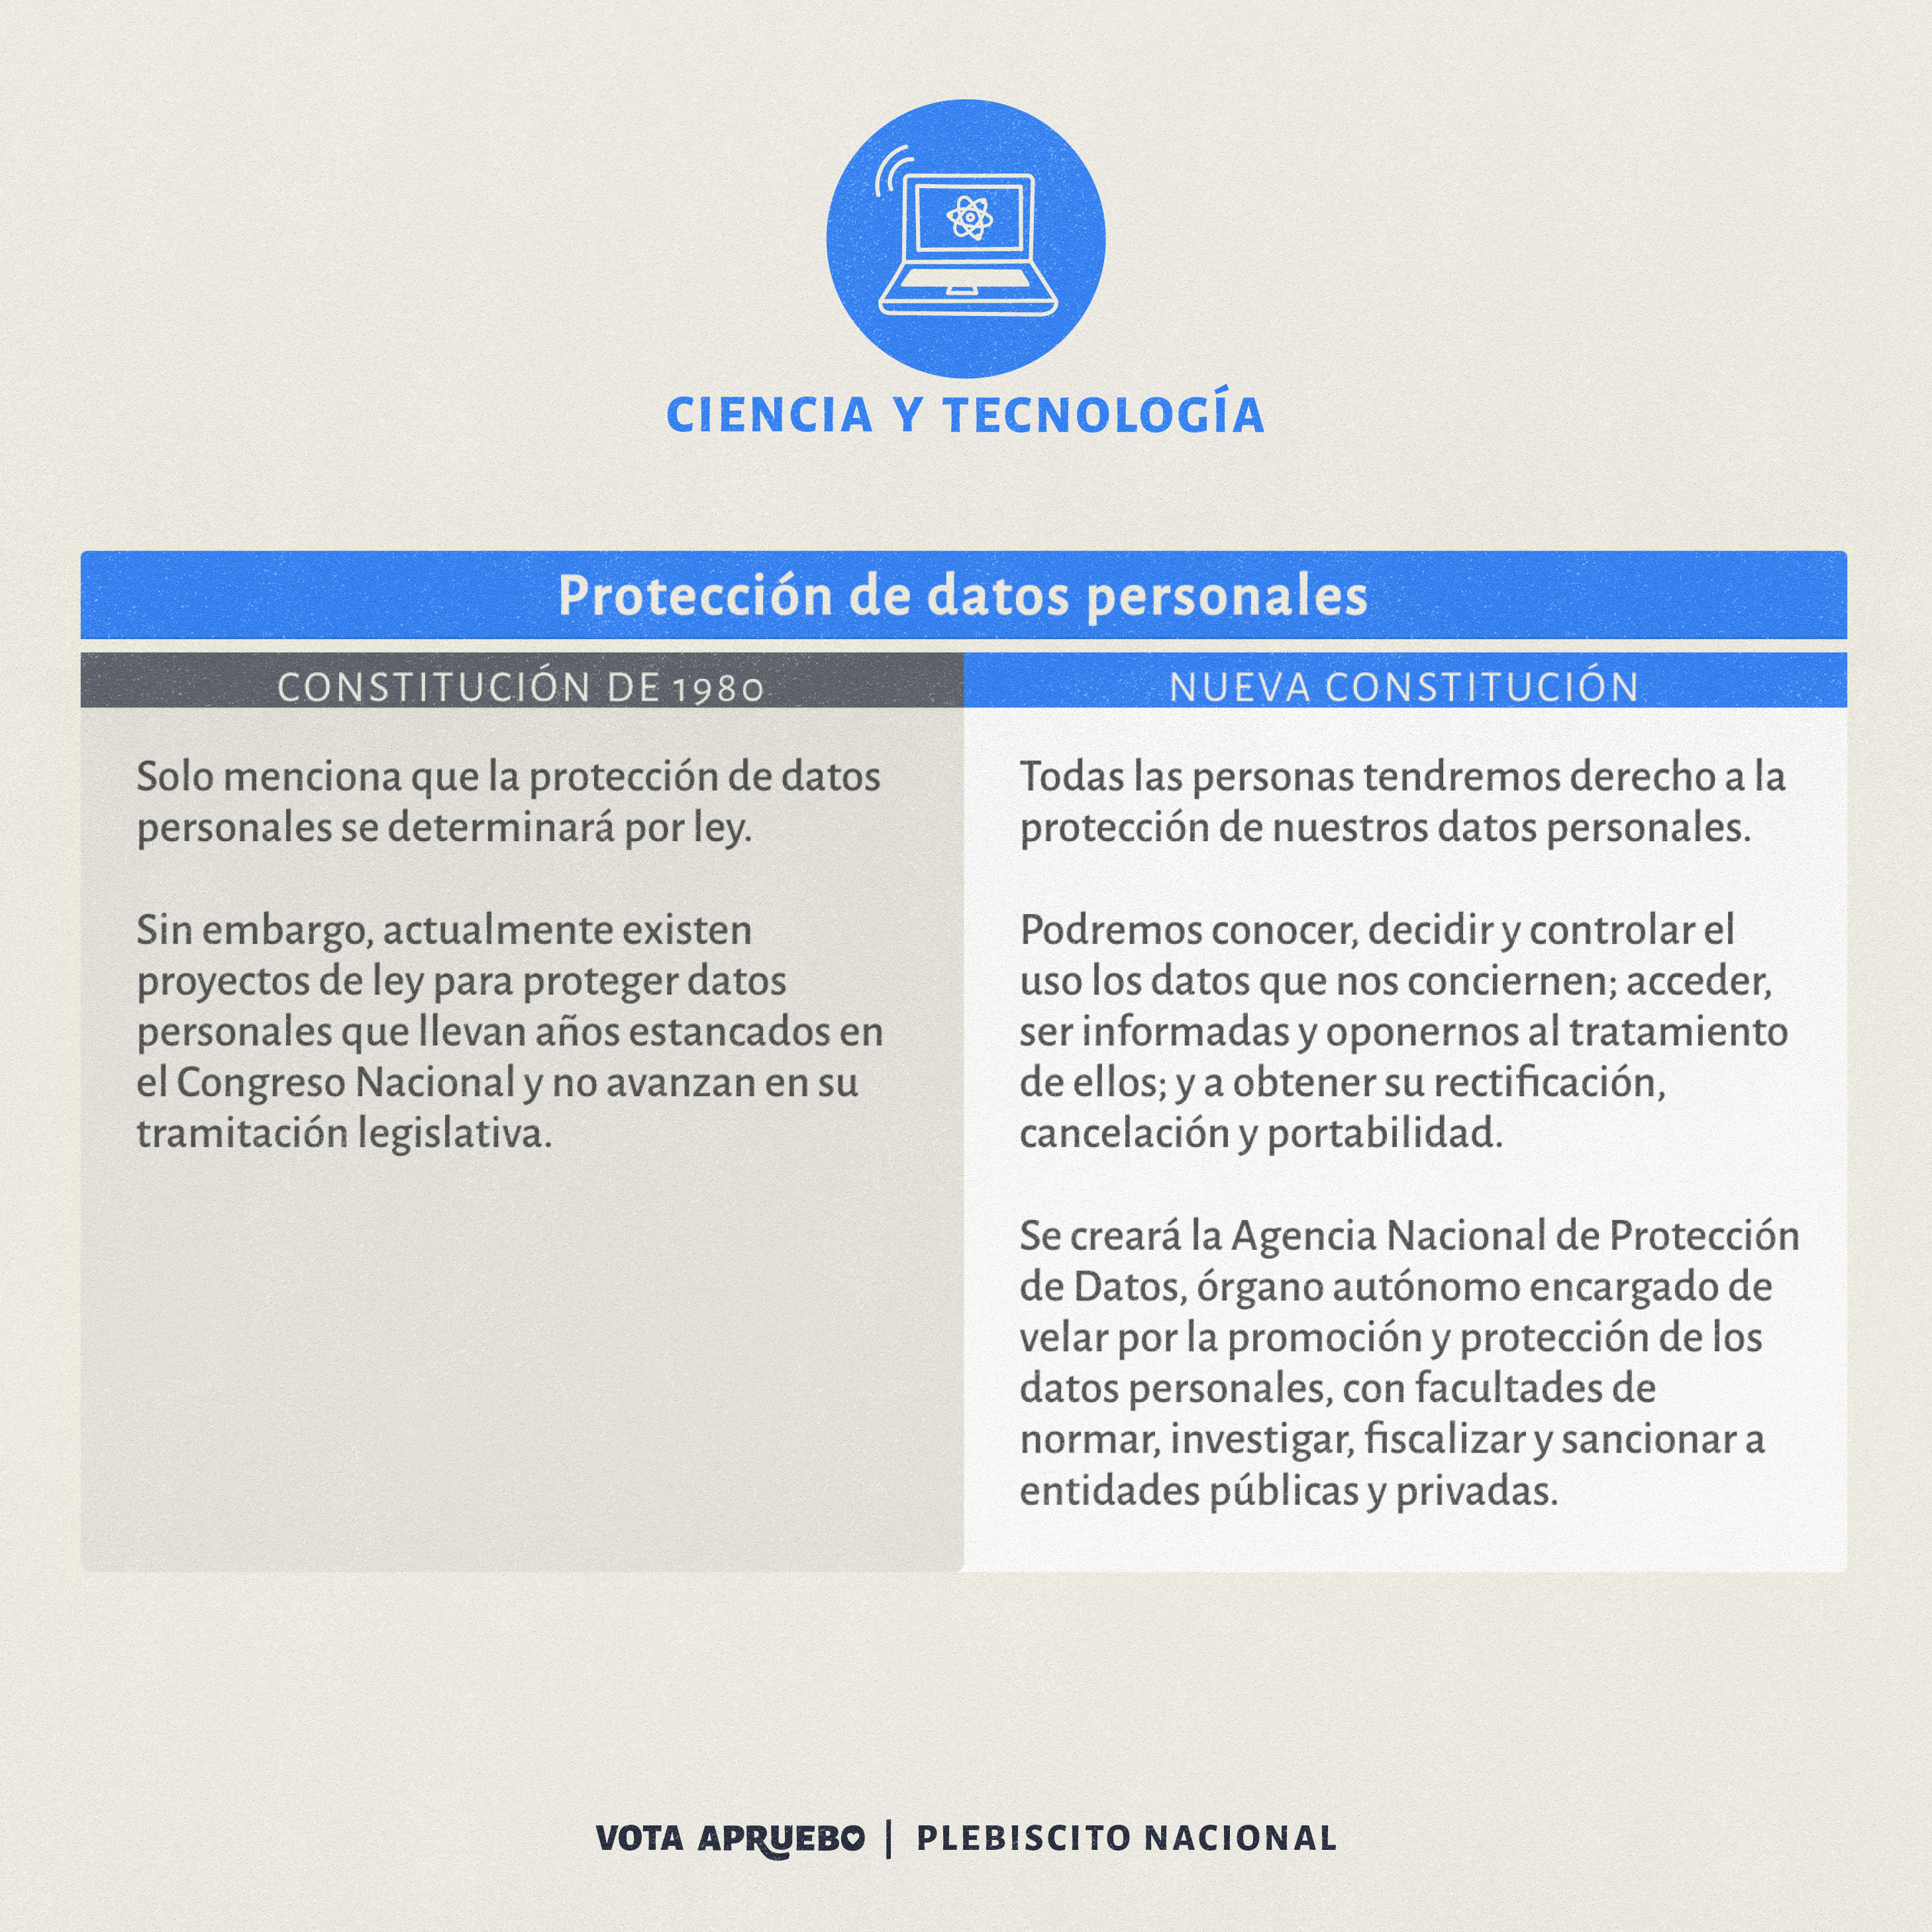 CIENCIA Y TECNOLOGÍA
Protección de datos personales
CONSTITUCIÓN DE 1980
Solo menciona que la protección de datos
personales se determinará por ley.
Sin embargo, actualmente existen
proyectos de ley para proteger datos
personales que llevan años estancados en
el Congreso Nacional y no avanzan en su
tramitación legislativa.
NUEVA CONSTITUCIÓN
Todas las personas tendremos derecho a la
protección de nuestros datos personales.
Podremos conocer, decidir y controlar el
uso los datos que nos conciernen; acceder,
ser informadas y oponernos al tratamiento
de ellos; y a obtener su rectificación,
cancelación y portabilidad.
Se creará la Agencia Nacional de Protección
de Datos, órgano autónomo encargado de
velar por la promoción y protección de los
datos personales, con facultades de
normar, investigar, fiscalizar y sancionar a
entidades públicas y privadas.
VOTA APRUEBO | PLEBISCITO NACIONAL